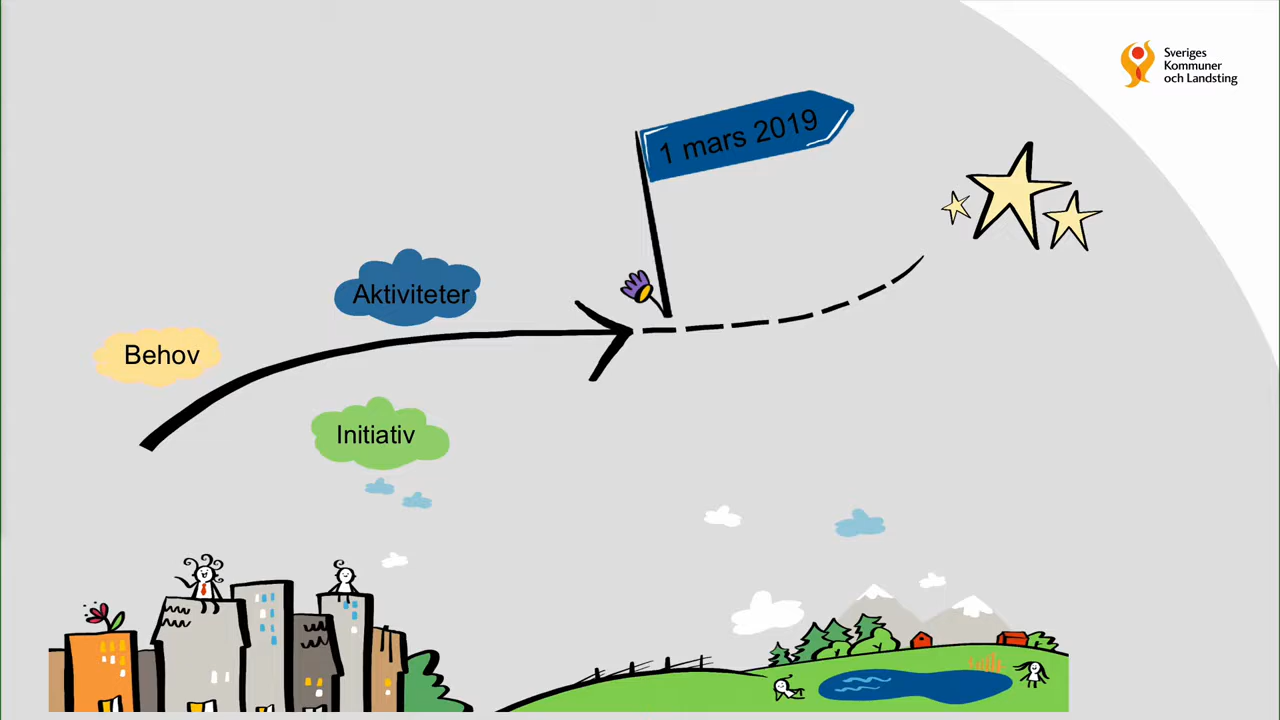 Sveriges
Kommuner
och Landsting
1 mars 2019
Aktiviteter
Behov
Initiativ